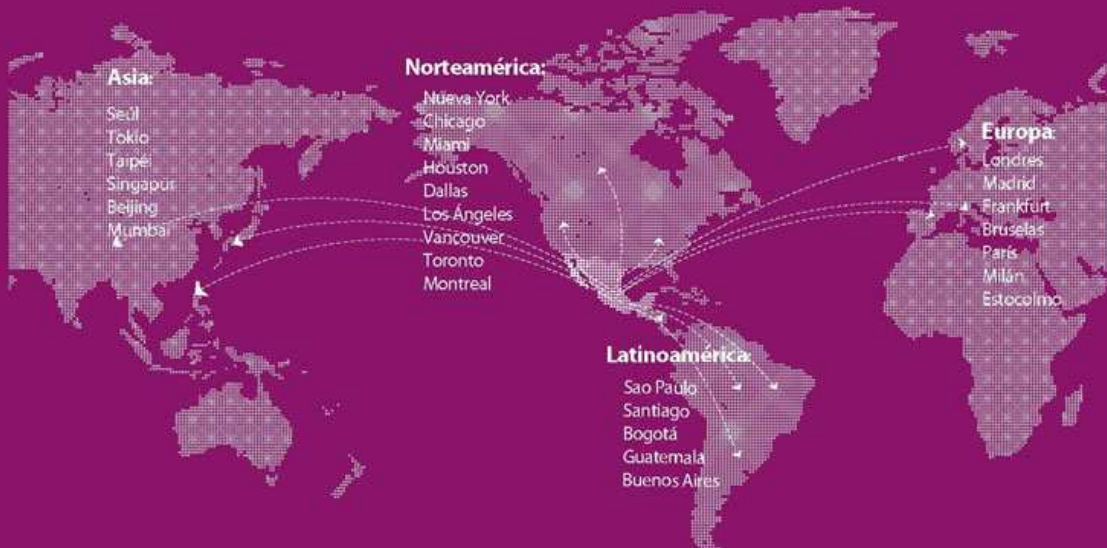 Asia:
Seúl
Tokio
Taipéi
Singapur
Beijing
Mumbai
Norteamérica:
Nueva York
Chicago
Miami
Houston
Dallas
Los Ángeles
Vancouver
Toronto
Montreal
Europa:
Londres
Madrid
Frankfurt
Bruselas
París
Milán
Estocolmo
Latinoamérica:
Sao Paulo
Santiago
Bogotá
Guatemala
Buenos Aires